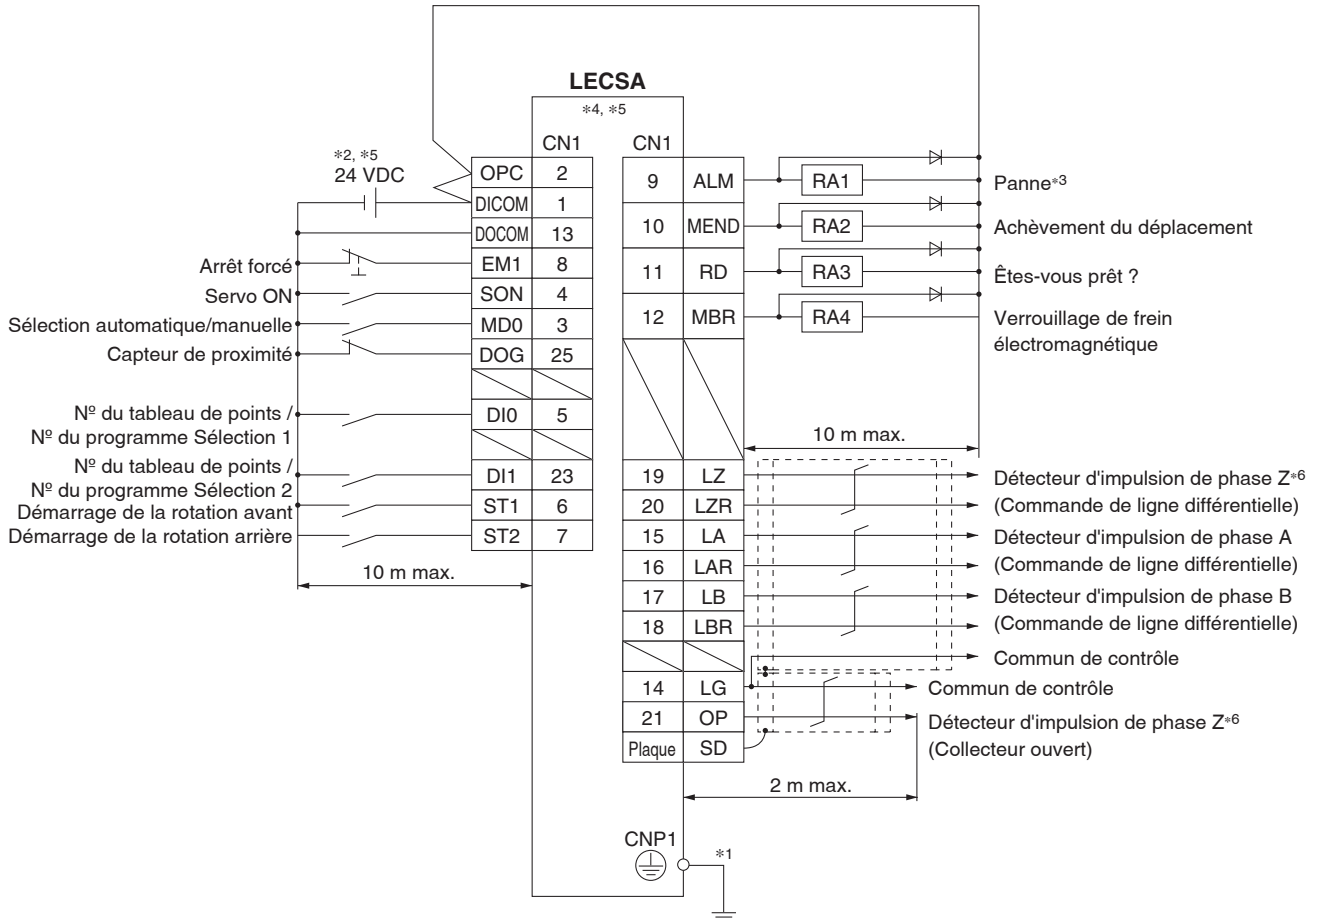 LECSA
*4, *5
CN1
CN1
*2, *5
24 VDC
OPC 2
DICOM 1
DOCOM 13
Arrêt forcé EM1 8
Servo ON SON 4
Sélection automatique/manuelle MD0 3
Capteur de proximité DOG 25
Nº du tableau de points /
Nº du programme Sélection 1
DI0 5
Nº du tableau de points /
Nº du programme Sélection 2
DI1 23
Démarrage de la rotation avant ST1 6
Démarrage de la rotation arrière ST2 7
10 m max.
9 ALM RA1 Panne*3
10 MEND RA2 Achèvement du déplacement
11 RD RA3 Êtes-vous prêt ?
12 MBR RA4 Verrouillage de frein
électromagnétique
10 m max.
19 LZ Détecteur d'impulsion de phase Z*6
20 LZR (Commande de ligne différentielle)
15 LA Détecteur d'impulsion de phase A
16 LAR (Commande de ligne différentielle)
17 LB Détecteur d'impulsion de phase B
18 LBR (Commande de ligne différentielle)
Commun de contrôle
14 LG Commun de contrôle
21 OP Détecteur d'impulsion de phase Z*6
(Collecteur ouvert)
Plaque SD
2 m max.
CNP1
*1